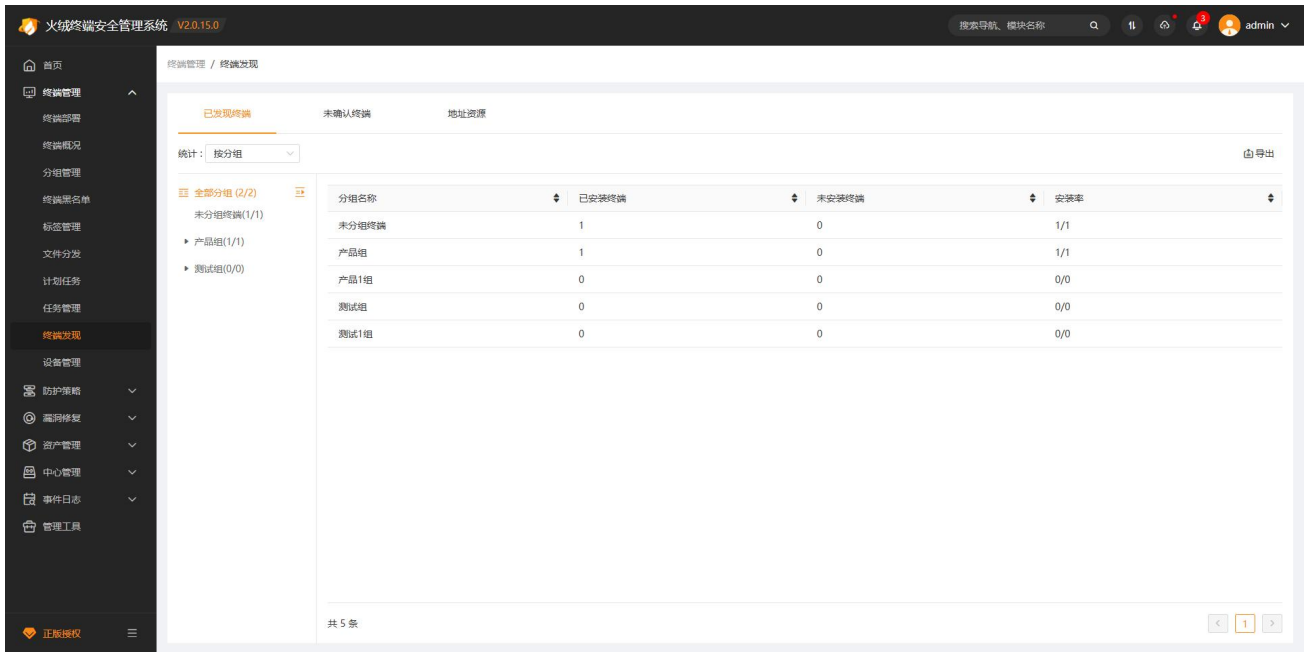 火绒终端安全管理系统 V2.0.15.0
搜索导航、模块名称
3
admin
首页
终端管理
终端部署
终端概况
分组管理
终端黑名单
标签管理
文件分发
计划任务
任务管理
终端发现
设备管理
防护策略
漏洞修复
资产管理
中心管理
事件日志
管理工具
正版授权
终端管理 / 终端发现
已发现终端 未确认终端 地址资源
统计： 按分组
导出
全部分组 (2/2)
未分组终端(1/1)
产品组(1/1)
测试组(0/0)
分组名称 已安装终端 未安装终端 安装率
未分组终端 1 0 1/1
产品组 1 0 1/1
产品1组 0 0 0/0
测试组 0 0 0/0
测试1组 0 0 0/0
共 5 条
< 1 >